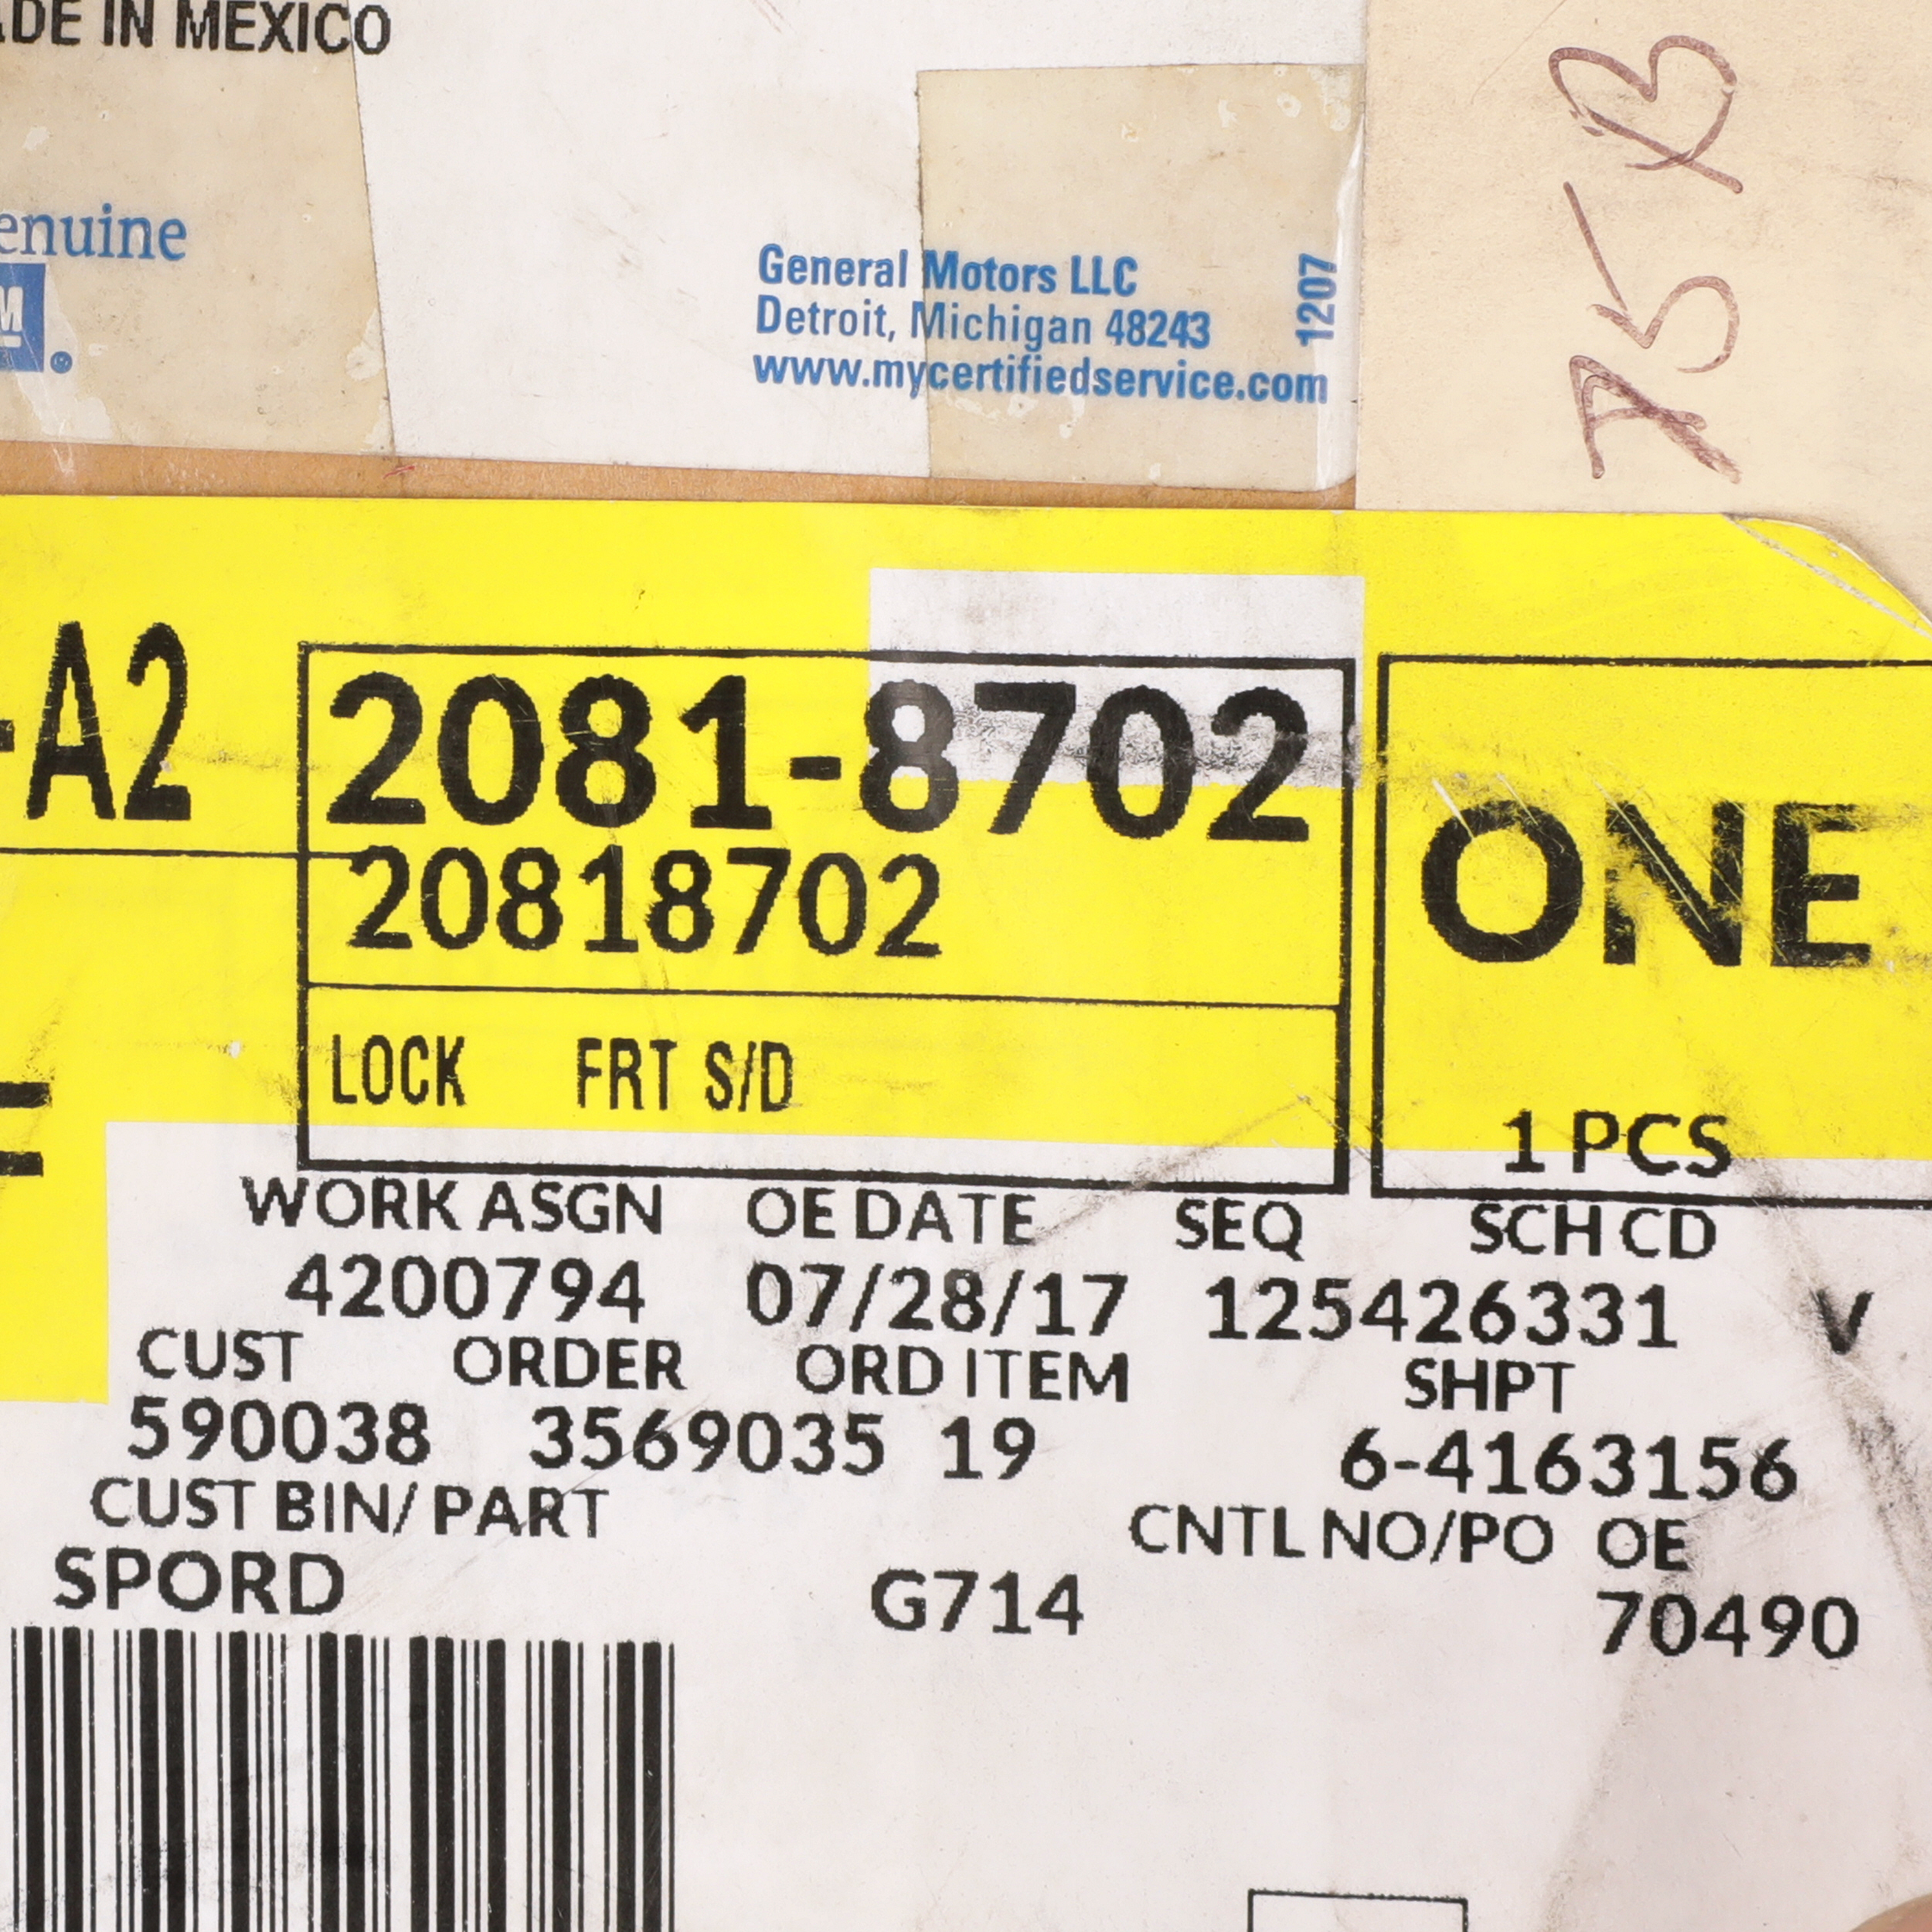 ADE IN MEXICO
enuine
General Motors LLC
Detroit, Michigan 48243
www.mycertifiedservice.com
1207
-A2
2081-8702
20818702
LOCK FRT S/D
ONE
1 PCS
WORK ASGN OE DATE SEQ SCH CD
4200794 07/28/17 125426331 V
CUST ORDER ORD ITEM SHPT
590038 3569035 19 6-4163156
CUST BIN/ PART CNTL NO/PO OE
SPORD G714 70490